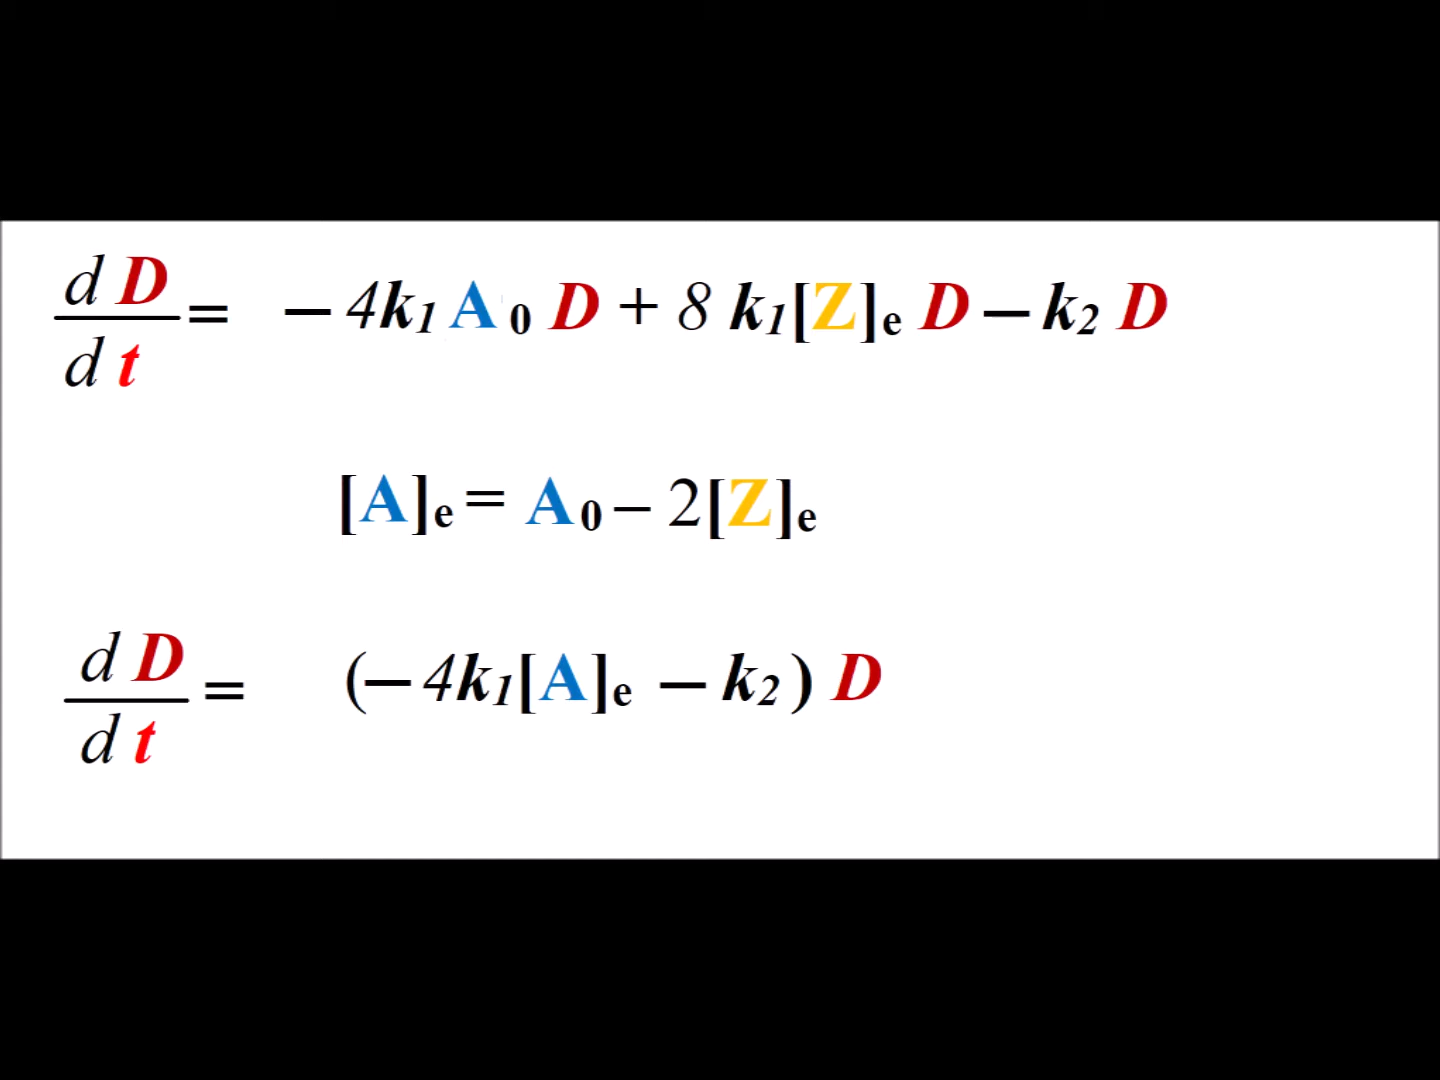 d D / d t = − 4k₁ A₀ D + 8 k₁[Z]ₑ D − k₂ D
[A]ₑ = A₀ − 2[Z]ₑ
d D / d t = (− 4k₁[A]ₑ − k₂ ) D